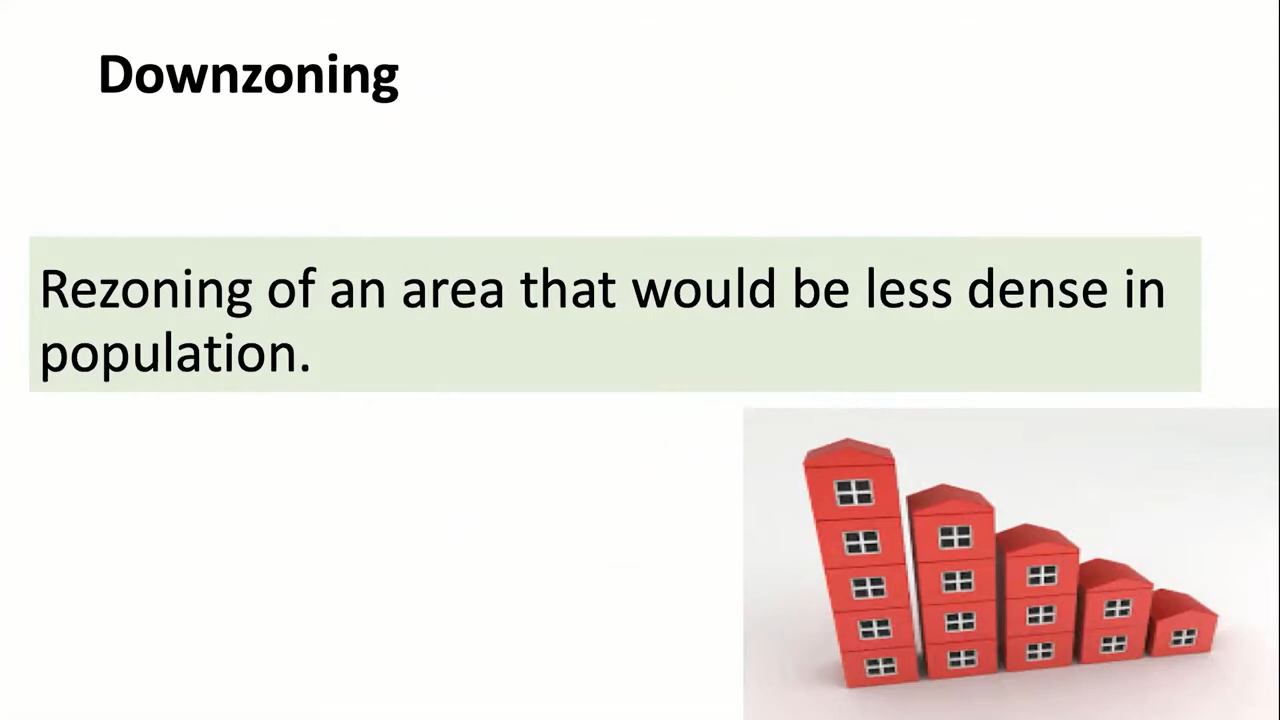 Downzoning
Rezoning of an area that would be less dense in
population.